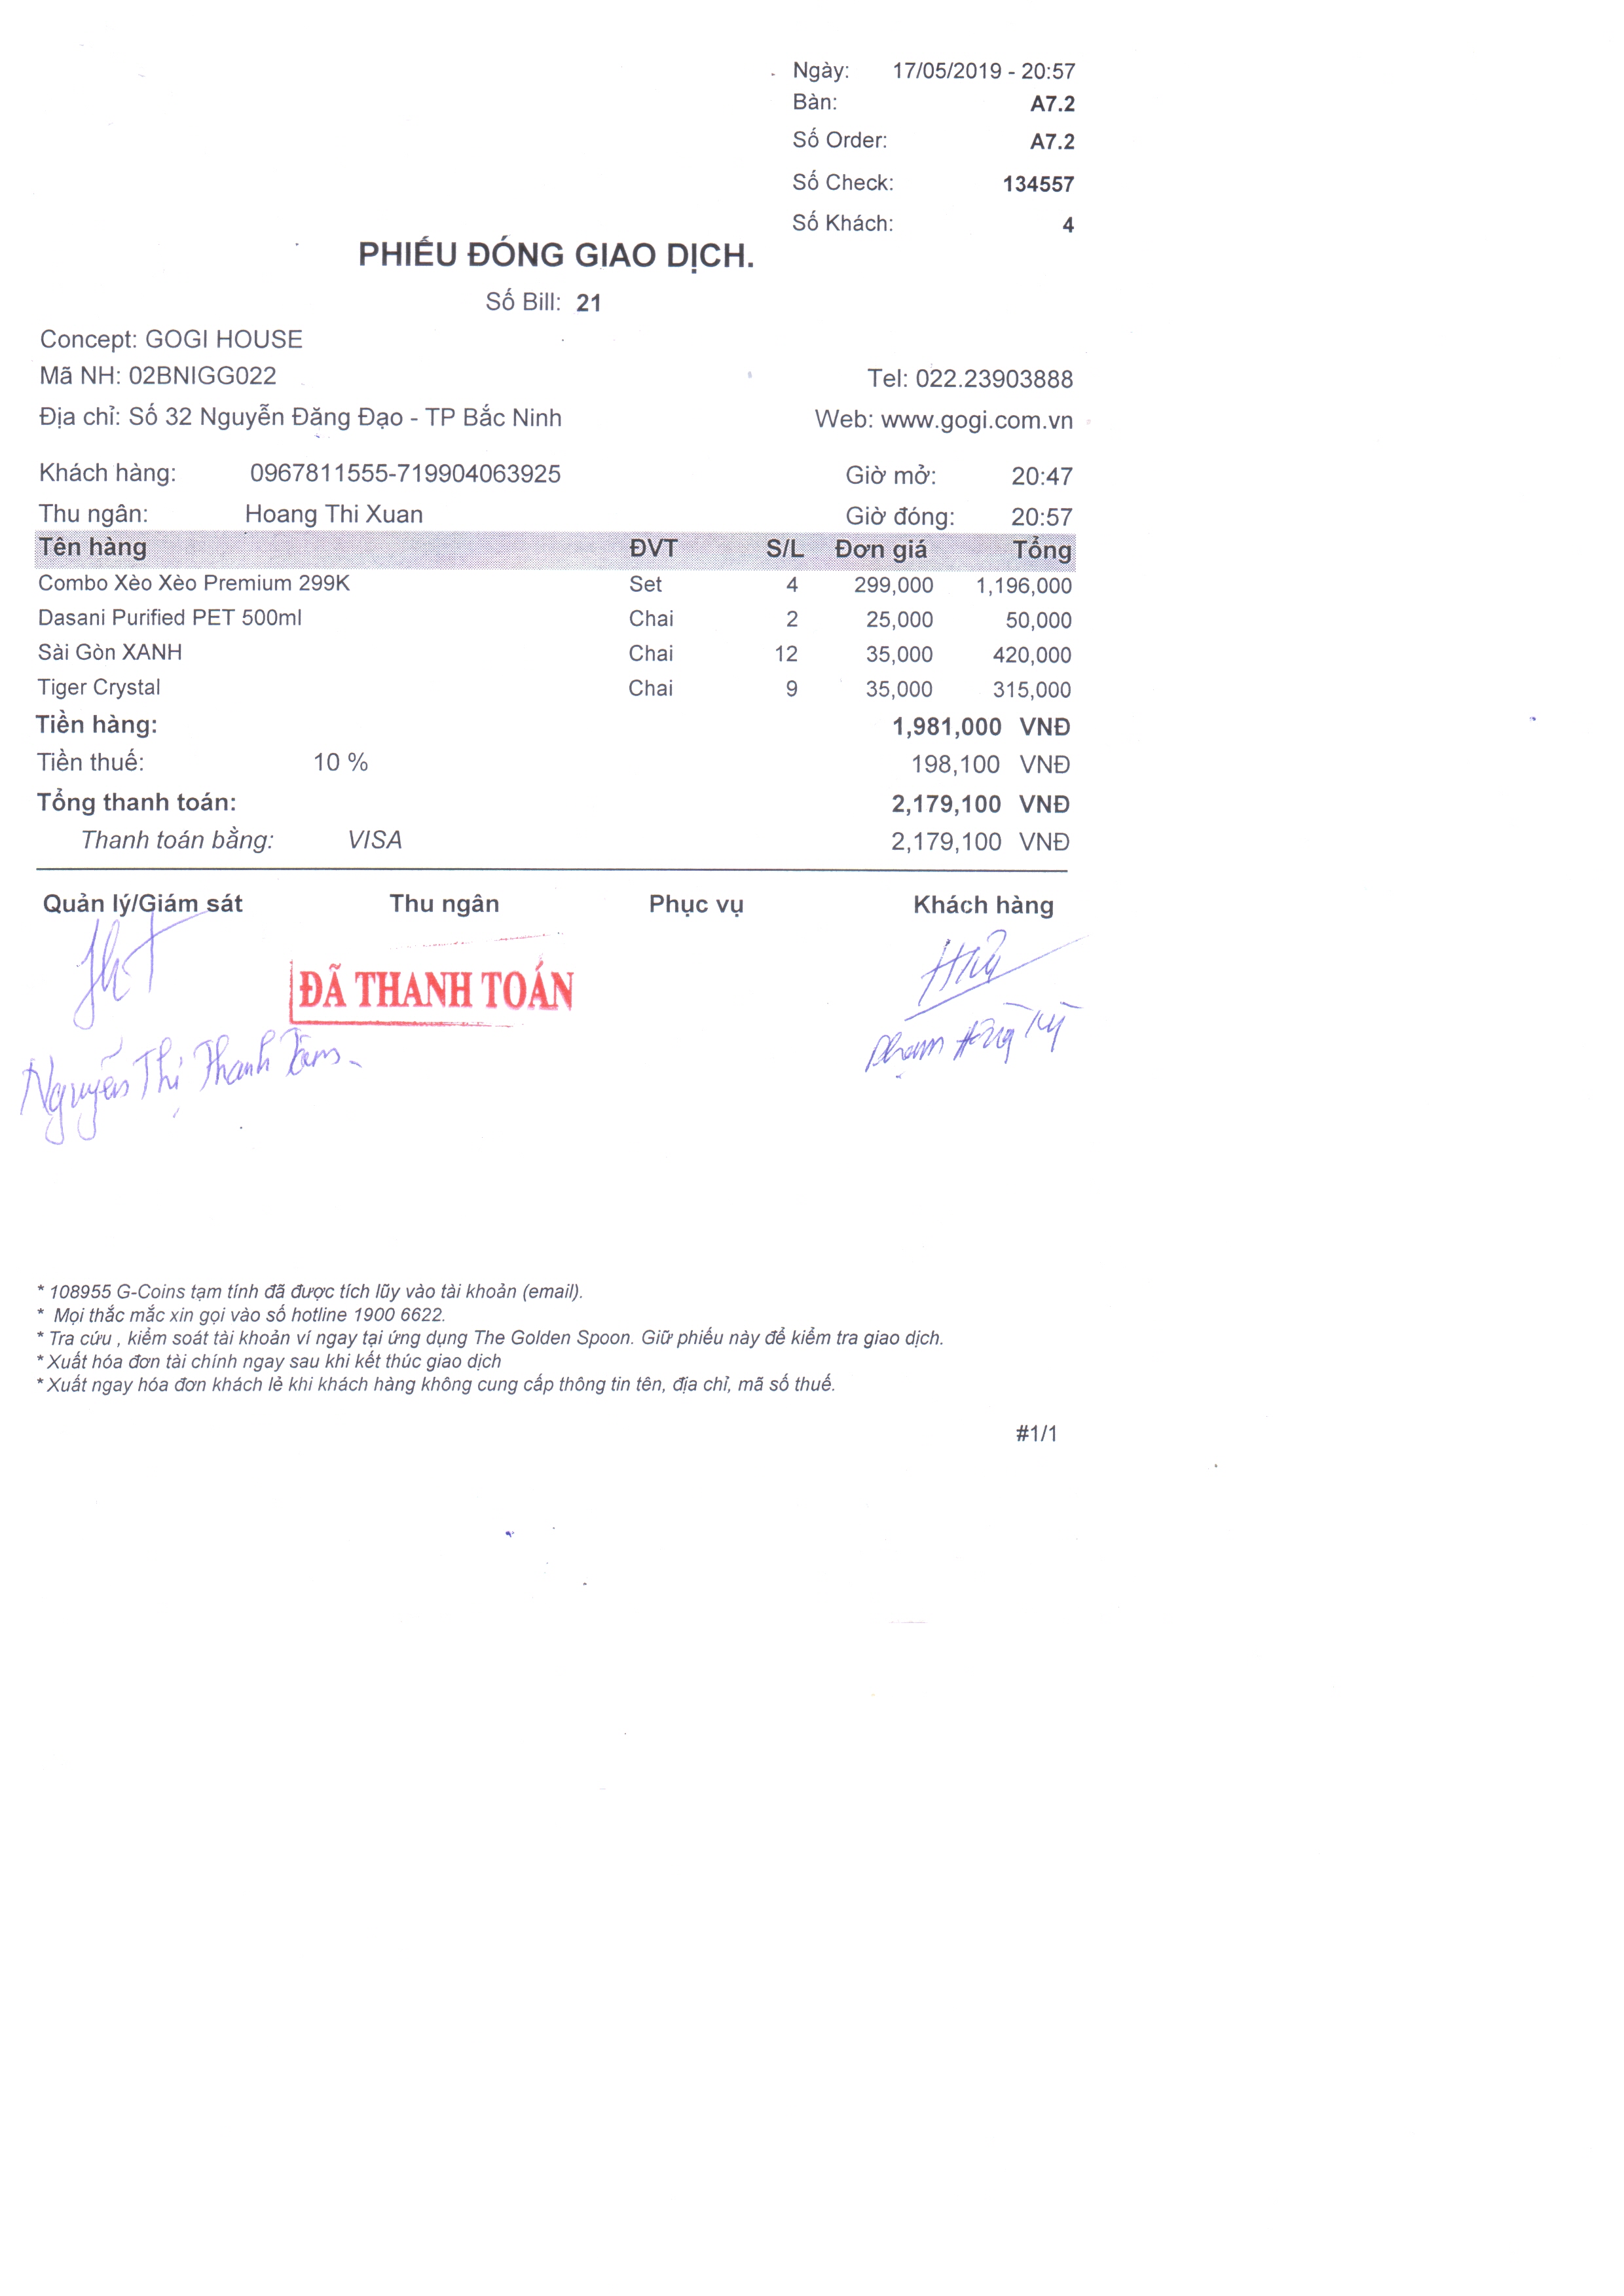 Ngày: 17/05/2019 - 20:57
Bàn: A7.2
Số Order: A7.2
Số Check: 134557
Số Khách: 4
PHIẾU ĐÓNG GIAO DỊCH.
Số Bill: 21
Concept: GOGI HOUSE
Mã NH: 02BNIGG022 Tel: 022.23903888
Địa chỉ: Số 32 Nguyễn Đăng Đạo - TP Bắc Ninh Web: www.gogi.com.vn
Khách hàng: 0967811555-719904063925 Giờ mở: 20:47
Thu ngân: Hoang Thi Xuan Giờ đóng: 20:57
Tên hàng ĐVT S/L Đơn giá Tổng
Combo Xèo Xèo Premium 299K Set 4 299,000 1,196,000
Dasani Purified PET 500ml Chai 2 25,000 50,000
Sài Gòn XANH Chai 12 35,000 420,000
Tiger Crystal Chai 9 35,000 315,000
Tiền hàng: 1,981,000 VNĐ
Tiền thuế: 10 % 198,100 VNĐ
Tổng thanh toán: 2,179,100 VNĐ
Thanh toán bằng: VISA 2,179,100 VNĐ
Quản lý/Giám sát Thu ngân Phục vụ Khách hàng
ĐÃ THANH TOÁN
Nguyễn Thị Thanh Tâm
Phạm
* 108955 G-Coins tạm tính đã được tích lũy vào tài khoản (email).
* Mọi thắc mắc xin gọi vào số hotline 1900 6622.
* Tra cứu , kiểm soát tài khoản ví ngay tại ứng dụng The Golden Spoon. Giữ phiếu này để kiểm tra giao dịch.
* Xuất hóa đơn tài chính ngay sau khi kết thúc giao dịch
* Xuất ngay hóa đơn khách lẻ khi khách hàng không cung cấp thông tin tên, địa chỉ, mã số thuế.
#1/1